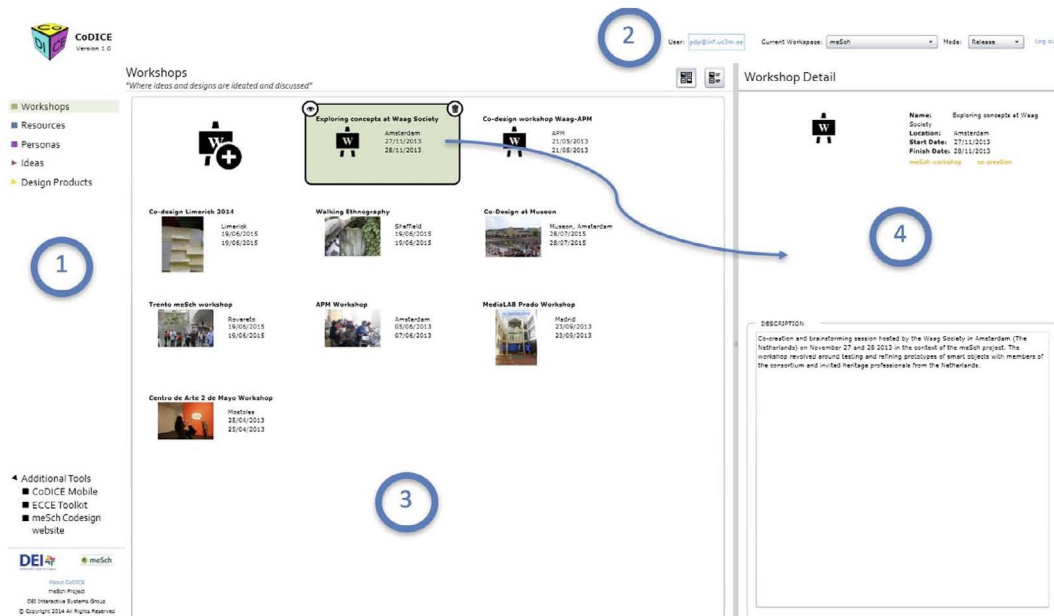 CoDICE
Version 1.0
2
User: pdp@inf.uc3m.es Current Workspace: meSch Mode: Release Log ou
Workshops
"Where ideas and designs are ideated and discussed"
Workshop Detail
Workshops
Resources
Personas
Ideas
Design Products
1
Exploring concepts at Waag Society
Amsterdam
27/11/2013
28/11/2013
Co-design workshop Waag-APM
APM
21/05/2013
21/05/2013
Co-design Limerick 2014
Limerick
19/06/2015
19/06/2015
Walking Ethnography
Sheffield
19/06/2015
19/06/2015
Co-Design at Museon
Museon, Amsterdam
28/07/2015
28/07/2015
Trento meSch workshop
Rovereto
19/06/2015
19/06/2015
APM Workshop
Amsterdam
05/06/2013
07/06/2013
MediaLAB Prado Workshop
Madrid
23/09/2013
23/09/2013
Centro de Arte 2 de Mayo Workshop
Mostoles
25/04/2013
25/04/2013
3
Name: Exploring concepts at Waag
Society
Location: Amsterdam
Start Date: 27/11/2013
Finish Date: 28/11/2013
meSch workshop co-creation
4
DESCRIPTION
Co-creation and brainstorming session hosted by the Waag Society in Amsterdam (The
Netherlands) on November 27 and 28 2013 in the context of the meSch project. The
workshop revolved around testing and refining prototypes of smart objects with members of
the consortium and invited heritage professionals from the Netherlands.
Additional Tools
CoDICE Mobile
ECCE Toolkit
meSch Codesign
website
DEI
meSch
About CoDICE
meSch Project
DEI Interactive Systems Group
© Copyright 2014 All Rights Reserved